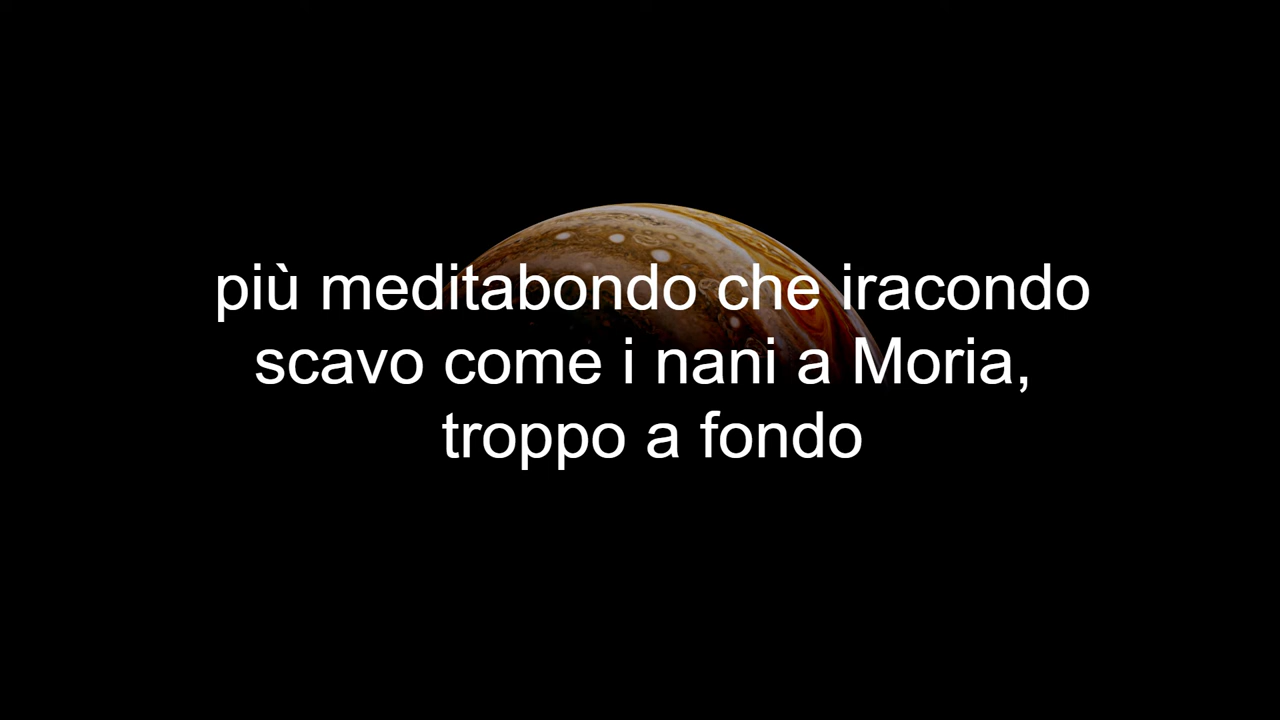 più meditabondo che iracondo
scavo come i nani a Moria,
troppo a fondo